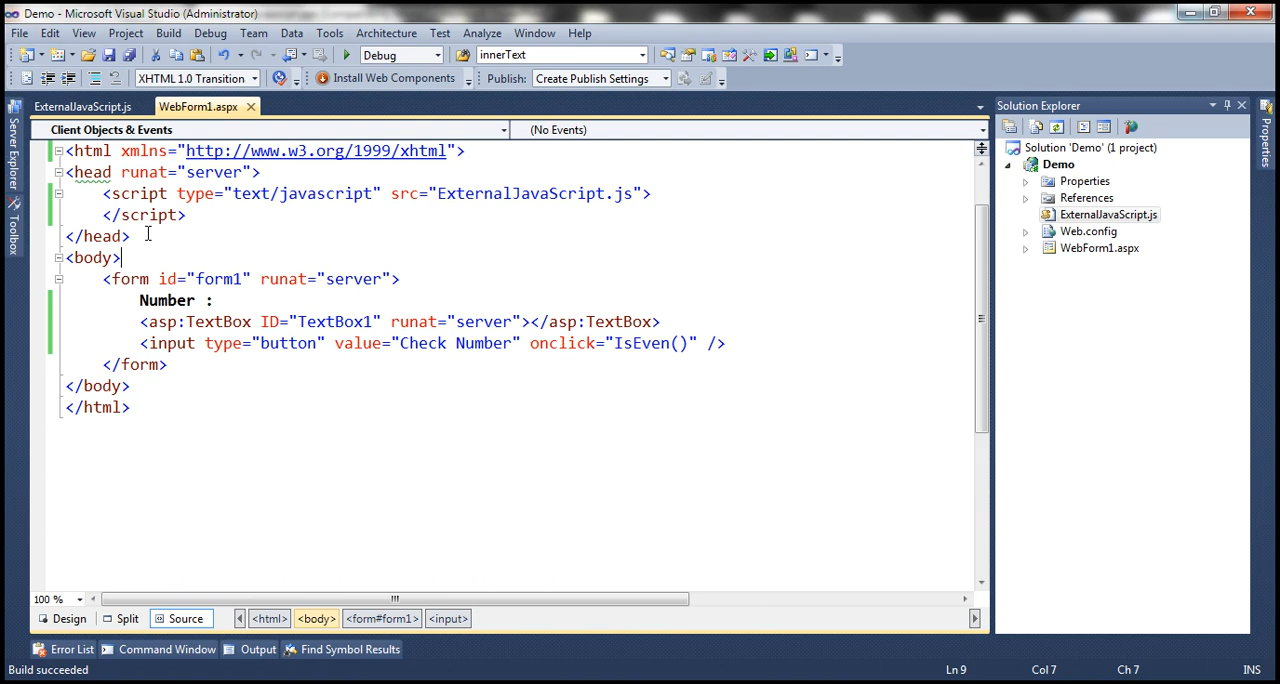 Demo - Microsoft Visual Studio (Administrator)
File Edit View Project Build Debug Team Data Tools Architecture Test Analyze Window Help
Debug innerText
XHTML 1.0 Transition Install Web Components Publish: Create Publish Settings
Server Explorer
Toolbox
ExternalJavaScript.js WebForm1.aspx
Client Objects & Events (No Events)
<html xmlns="http://www.w3.org/1999/xhtml">
<head runat="server">
<script type="text/javascript" src="ExternalJavaScript.js">
</script>
</head>
<body>
<form id="form1" runat="server">
Number :
<asp:TextBox ID="TextBox1" runat="server"></asp:TextBox>
<input type="button" value="Check Number" onclick="IsEven()" />
</form>
</body>
</html>
100 %
Design Split Source <html> <body> <form#form1> <input>
Solution Explorer
Solution 'Demo' (1 project)
Demo
Properties
References
ExternalJavaScript.js
Web.config
WebForm1.aspx
Properties
Error List Command Window Output Find Symbol Results
Build succeeded Ln 9 Col 7 Ch 7 INS